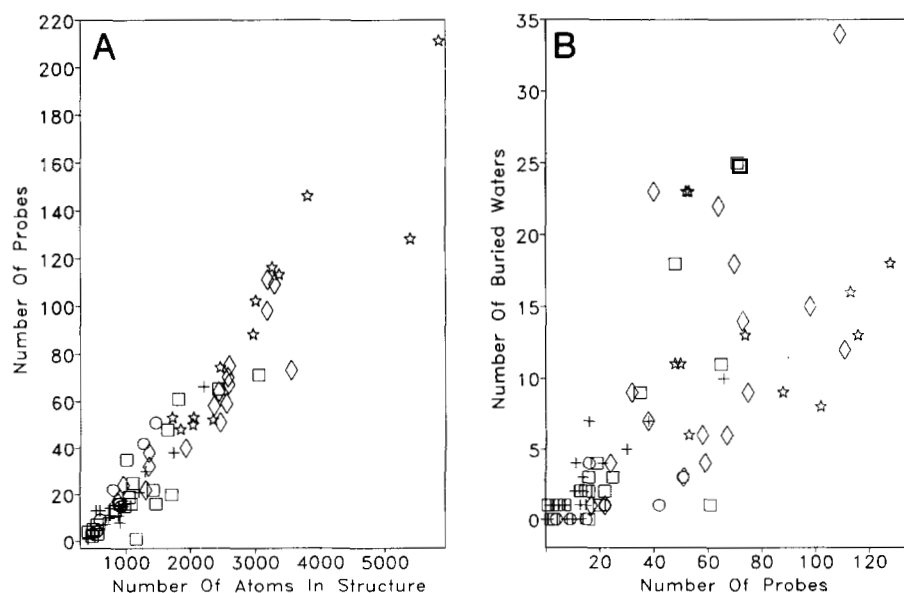 A
220
200
180
160
140
120
100
80
60
40
20
0
Number Of Probes
1000 2000 3000 4000 5000
Number Of Atoms In Structure
B
35
30
25
20
15
10
5
0
Number Of Buried Waters
20 40 60 80 100 120
Number Of Probes